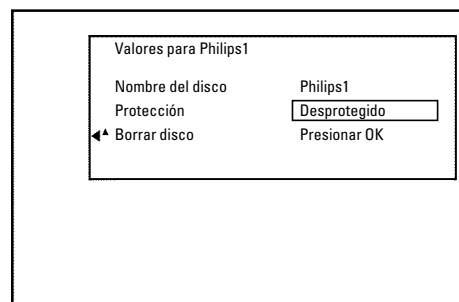 Valores para Philips1
Nombre del disco Philips1
Protección Desprotegido
Borrar disco Presionar OK